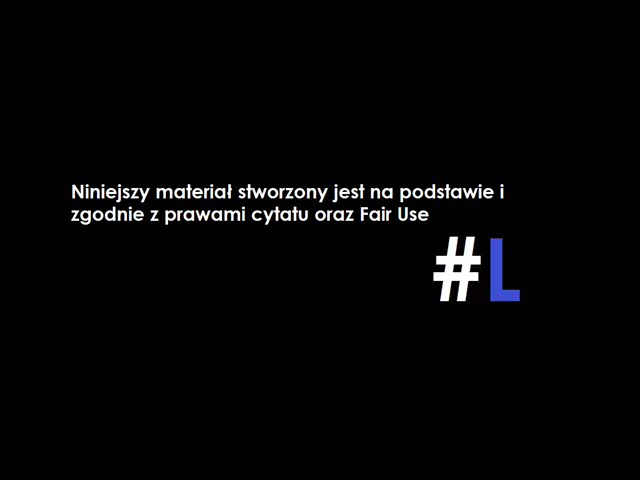 Niniejszy materiał stworzony jest na podstawie i
zgodnie z prawami cytatu oraz Fair Use
#L